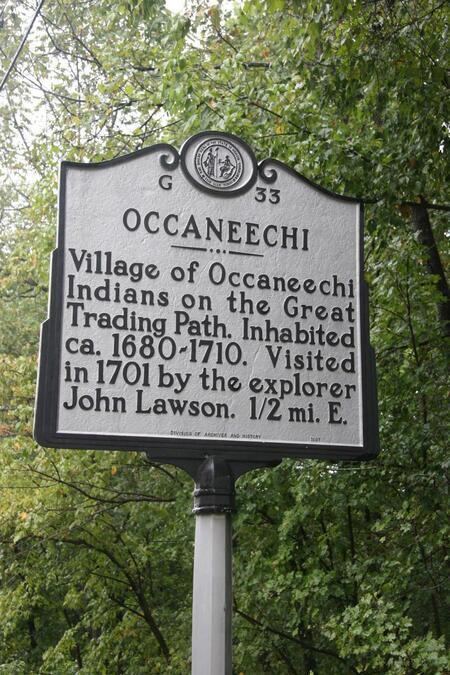 G 33
OCCANEECHI
Village of Occaneechi
Indians on the Great
Trading Path. Inhabited
ca. 1680-1710. Visited
in 1701 by the explorer
John Lawson. 1/2 mi. E.
DIVISION OF ARCHIVES AND HISTORY